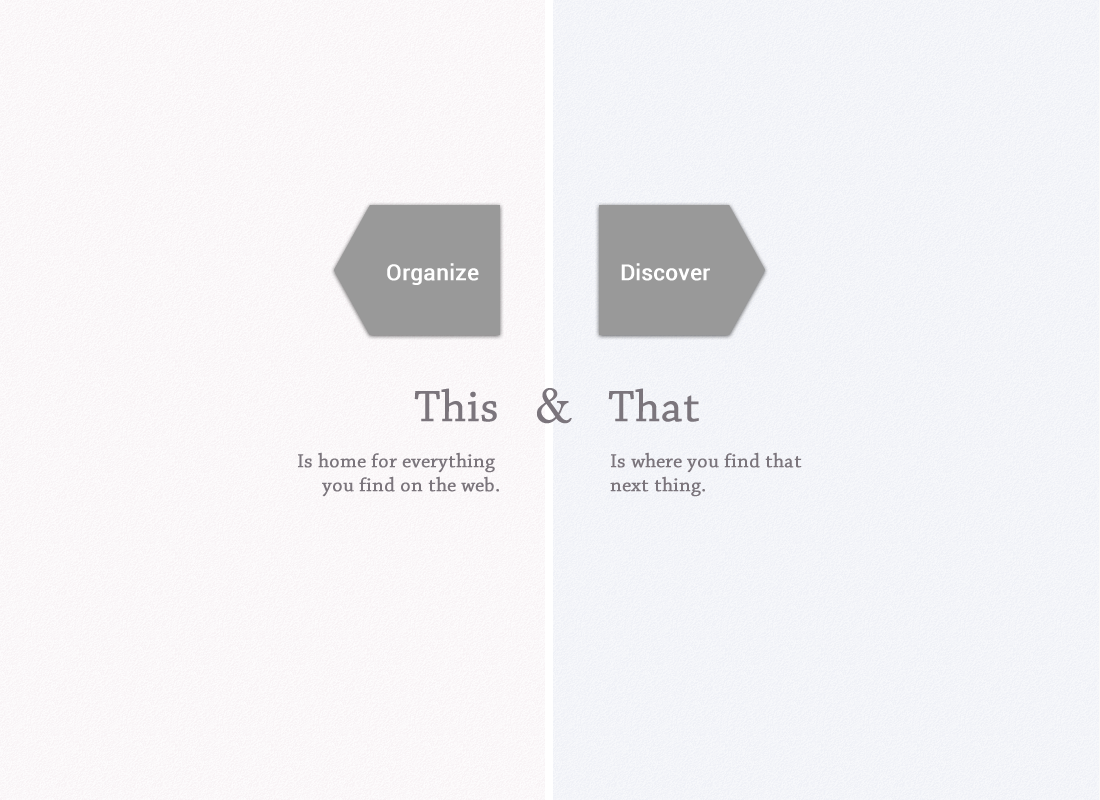 Organize
Discover
This & That
Is home for everything
you find on the web.
Is where you find that
next thing.